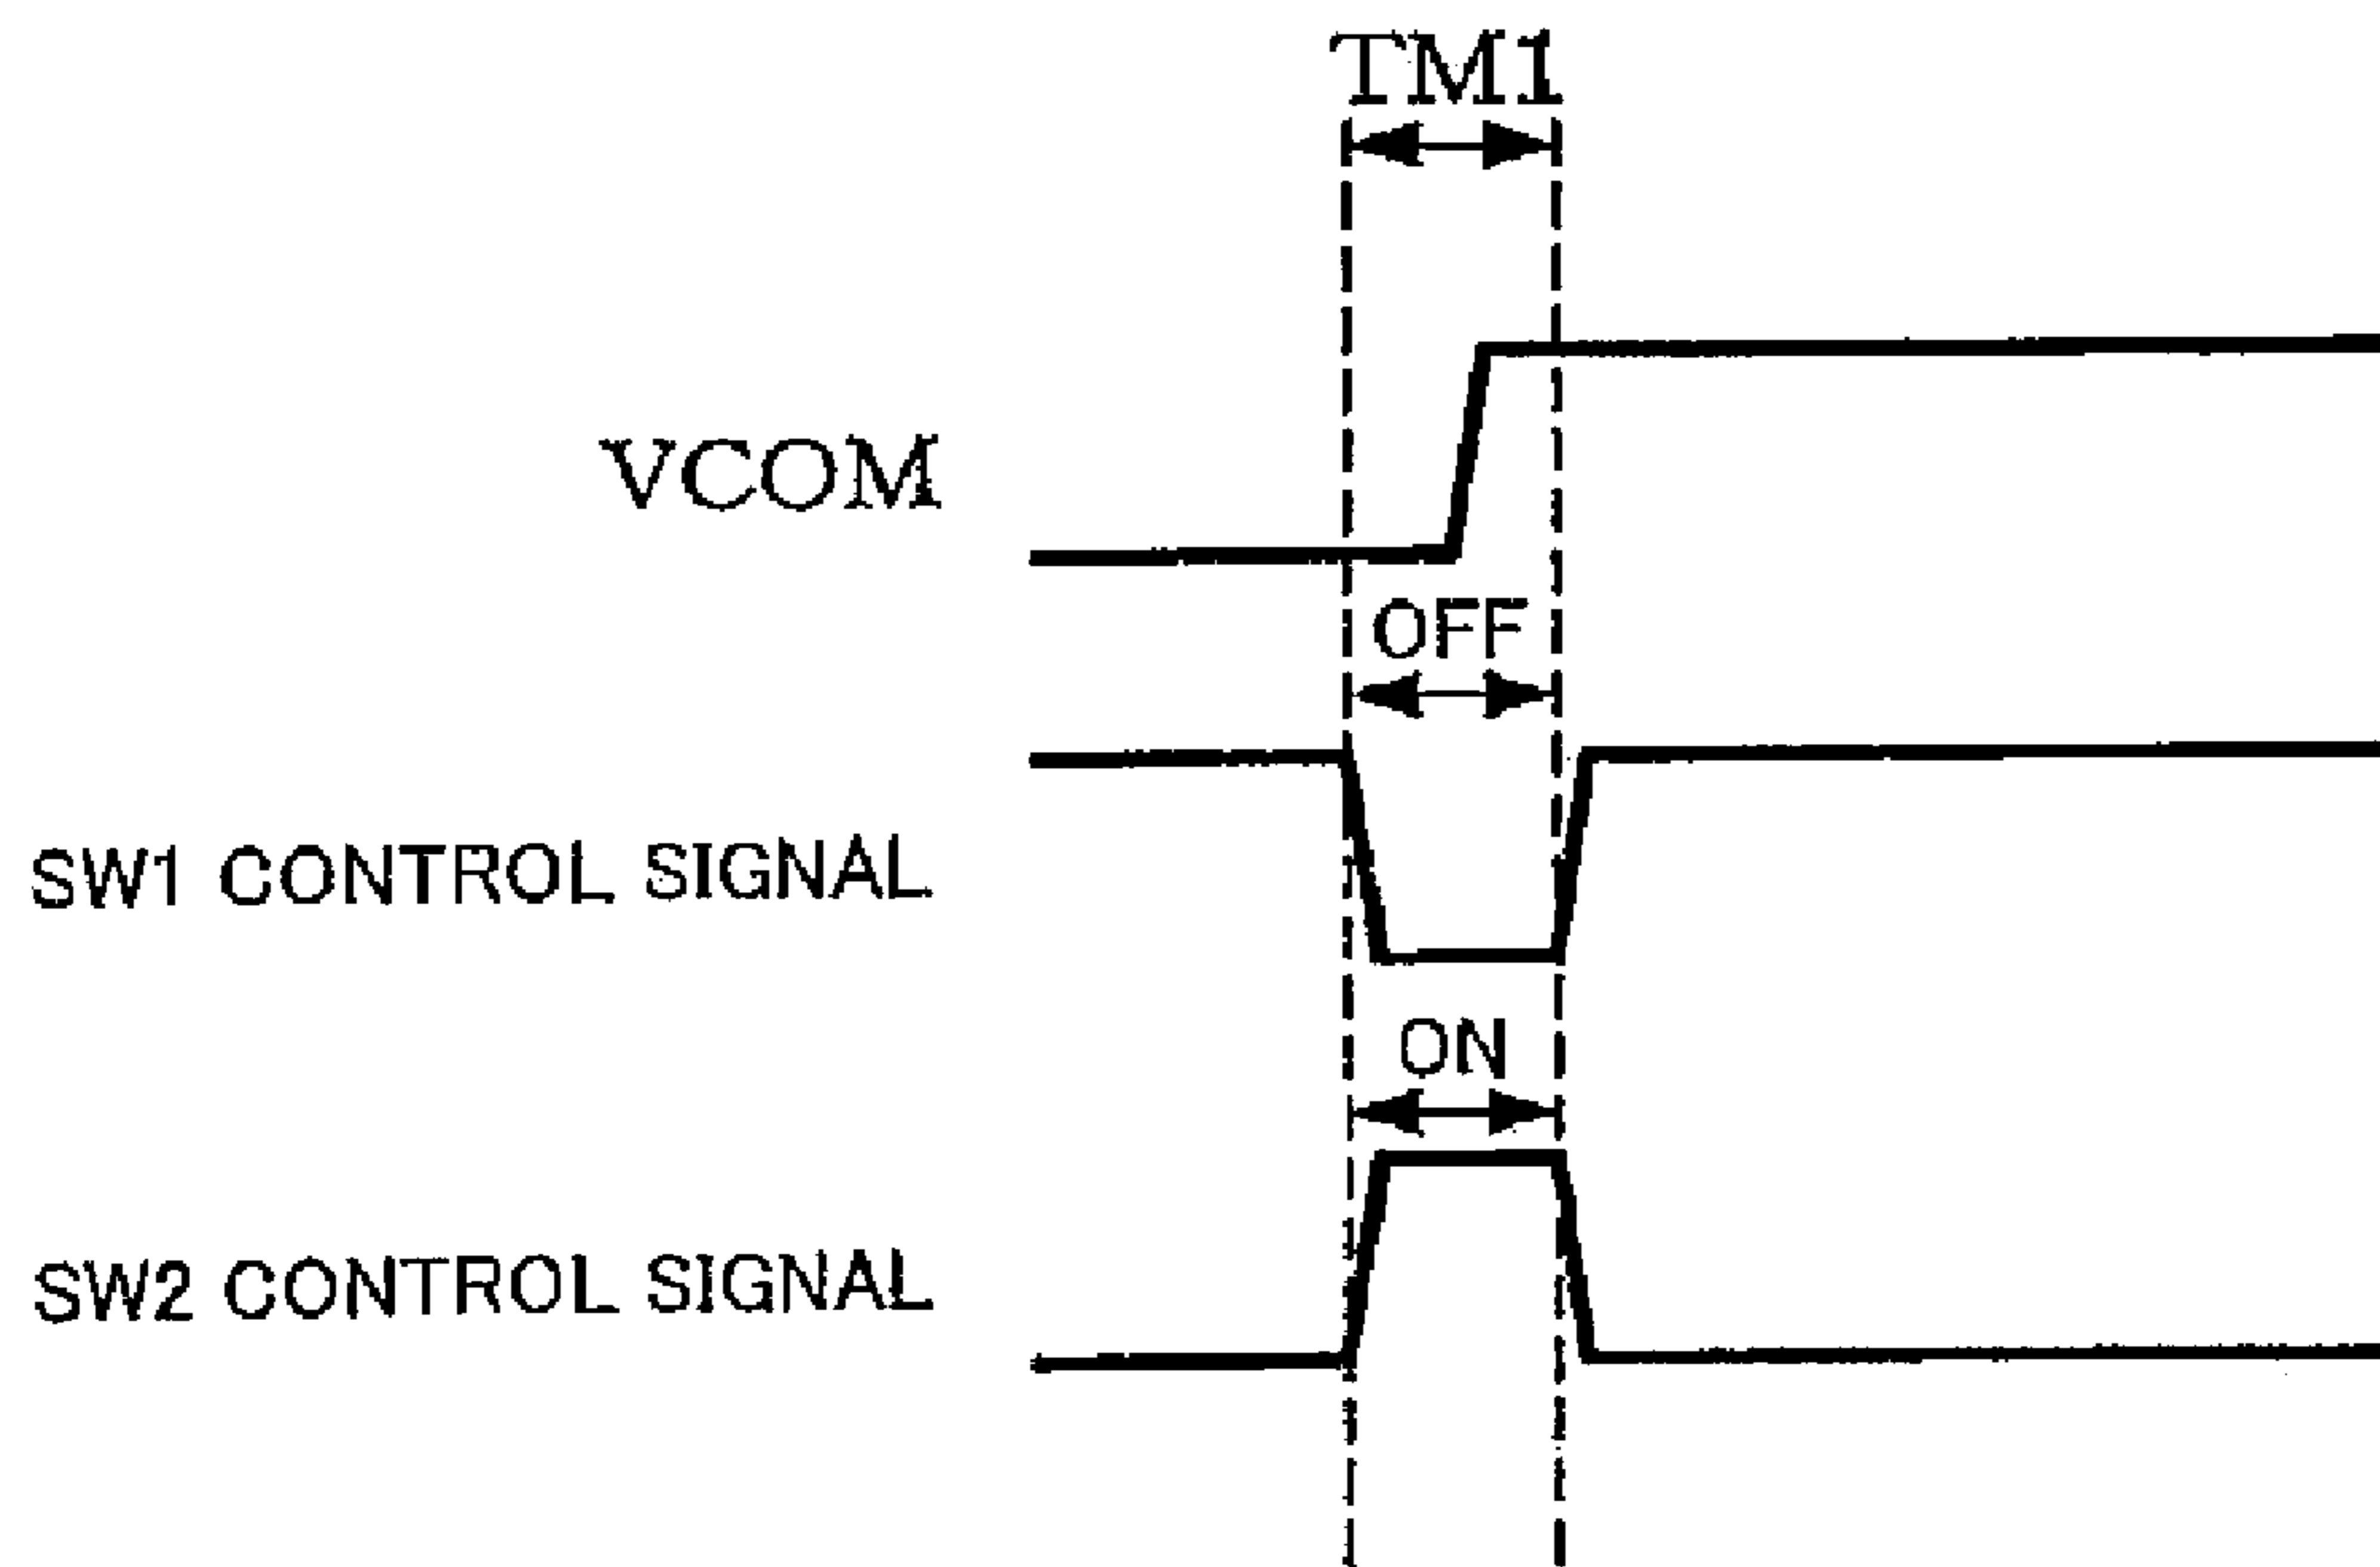 TM1
VCOM
OFF
SW1 CONTROL SIGNAL
ON
SW2 CONTROL SIGNAL